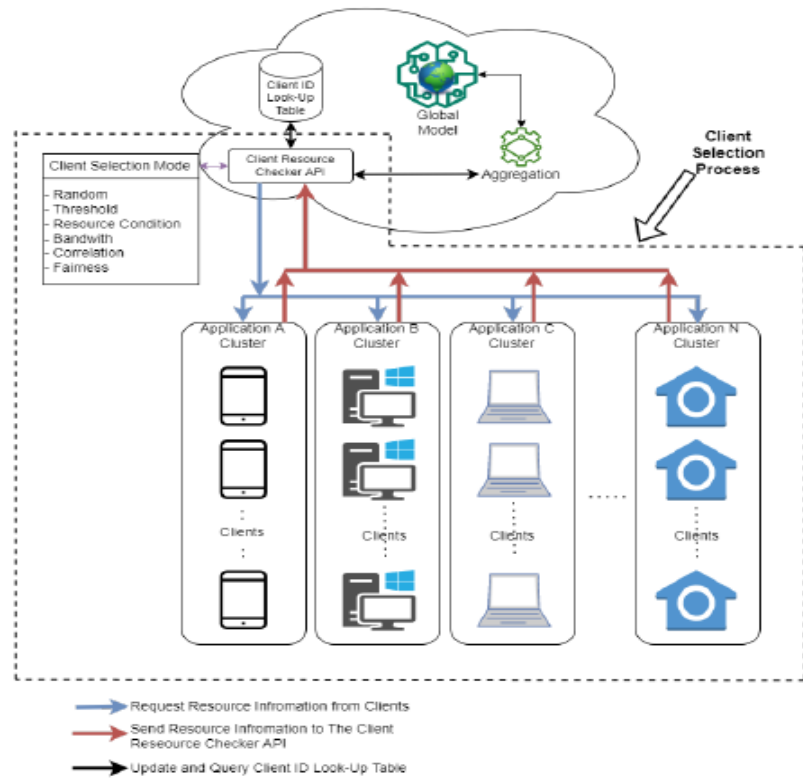 Client ID
Look-Up
Table
Global
Model
Client Resource
Checker API
Aggregation
Client
Selection
Process
Client Selection Mode
- Random
- Threshold
- Resource Condition
- Bandwith
- Correlation
- Fairness
Application A
Cluster
Application B
Cluster
Application C
Cluster
Application N
Cluster
Clients
Clients
Clients
Clients
Request Resource Infromation from Clients
Send Resource Infromation to The Client
Reseource Checker API
Update and Query Client ID Look-Up Table